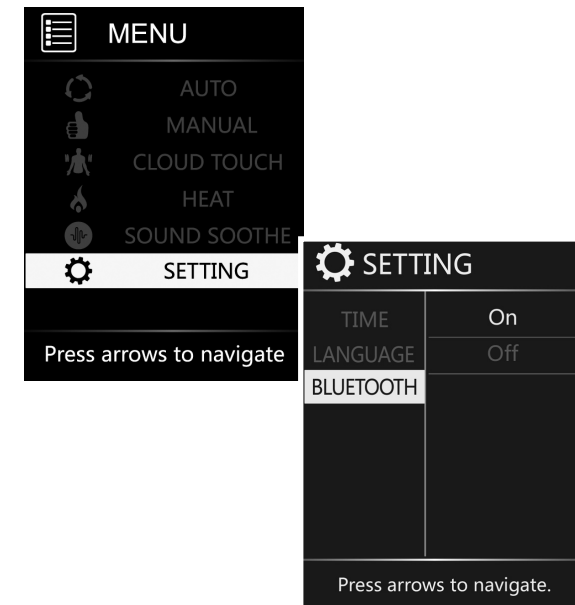 MENU
AUTO
MANUAL
CLOUD TOUCH
HEAT
SOUND SOOTHE
SETTING
Press arrows to navigate
SETTING
TIME
LANGUAGE
BLUETOOTH
On
Off
Press arrows to navigate.